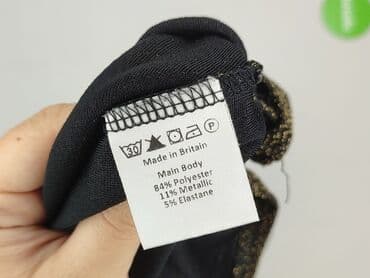 30 P
Made in Britain
Main Body
84% Polyester
11% Metallic
5% Elastane